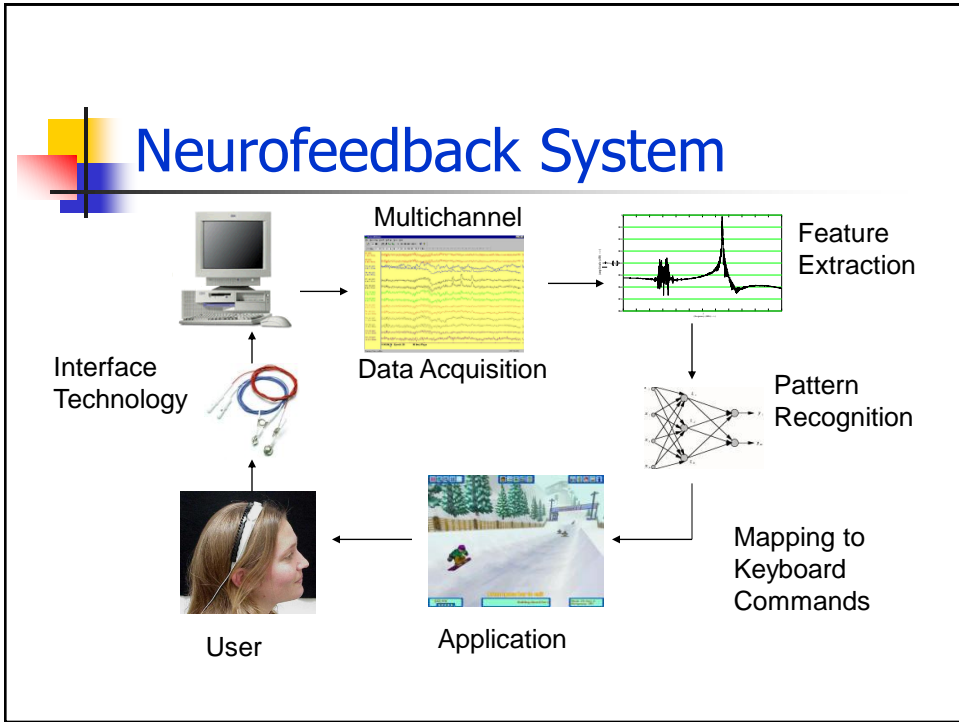 Neurofeedback System
Multichannel
Feature
Extraction
Interface
Technology
Data Acquisition
Pattern
Recognition
Mapping to
Keyboard
Commands
User
Application